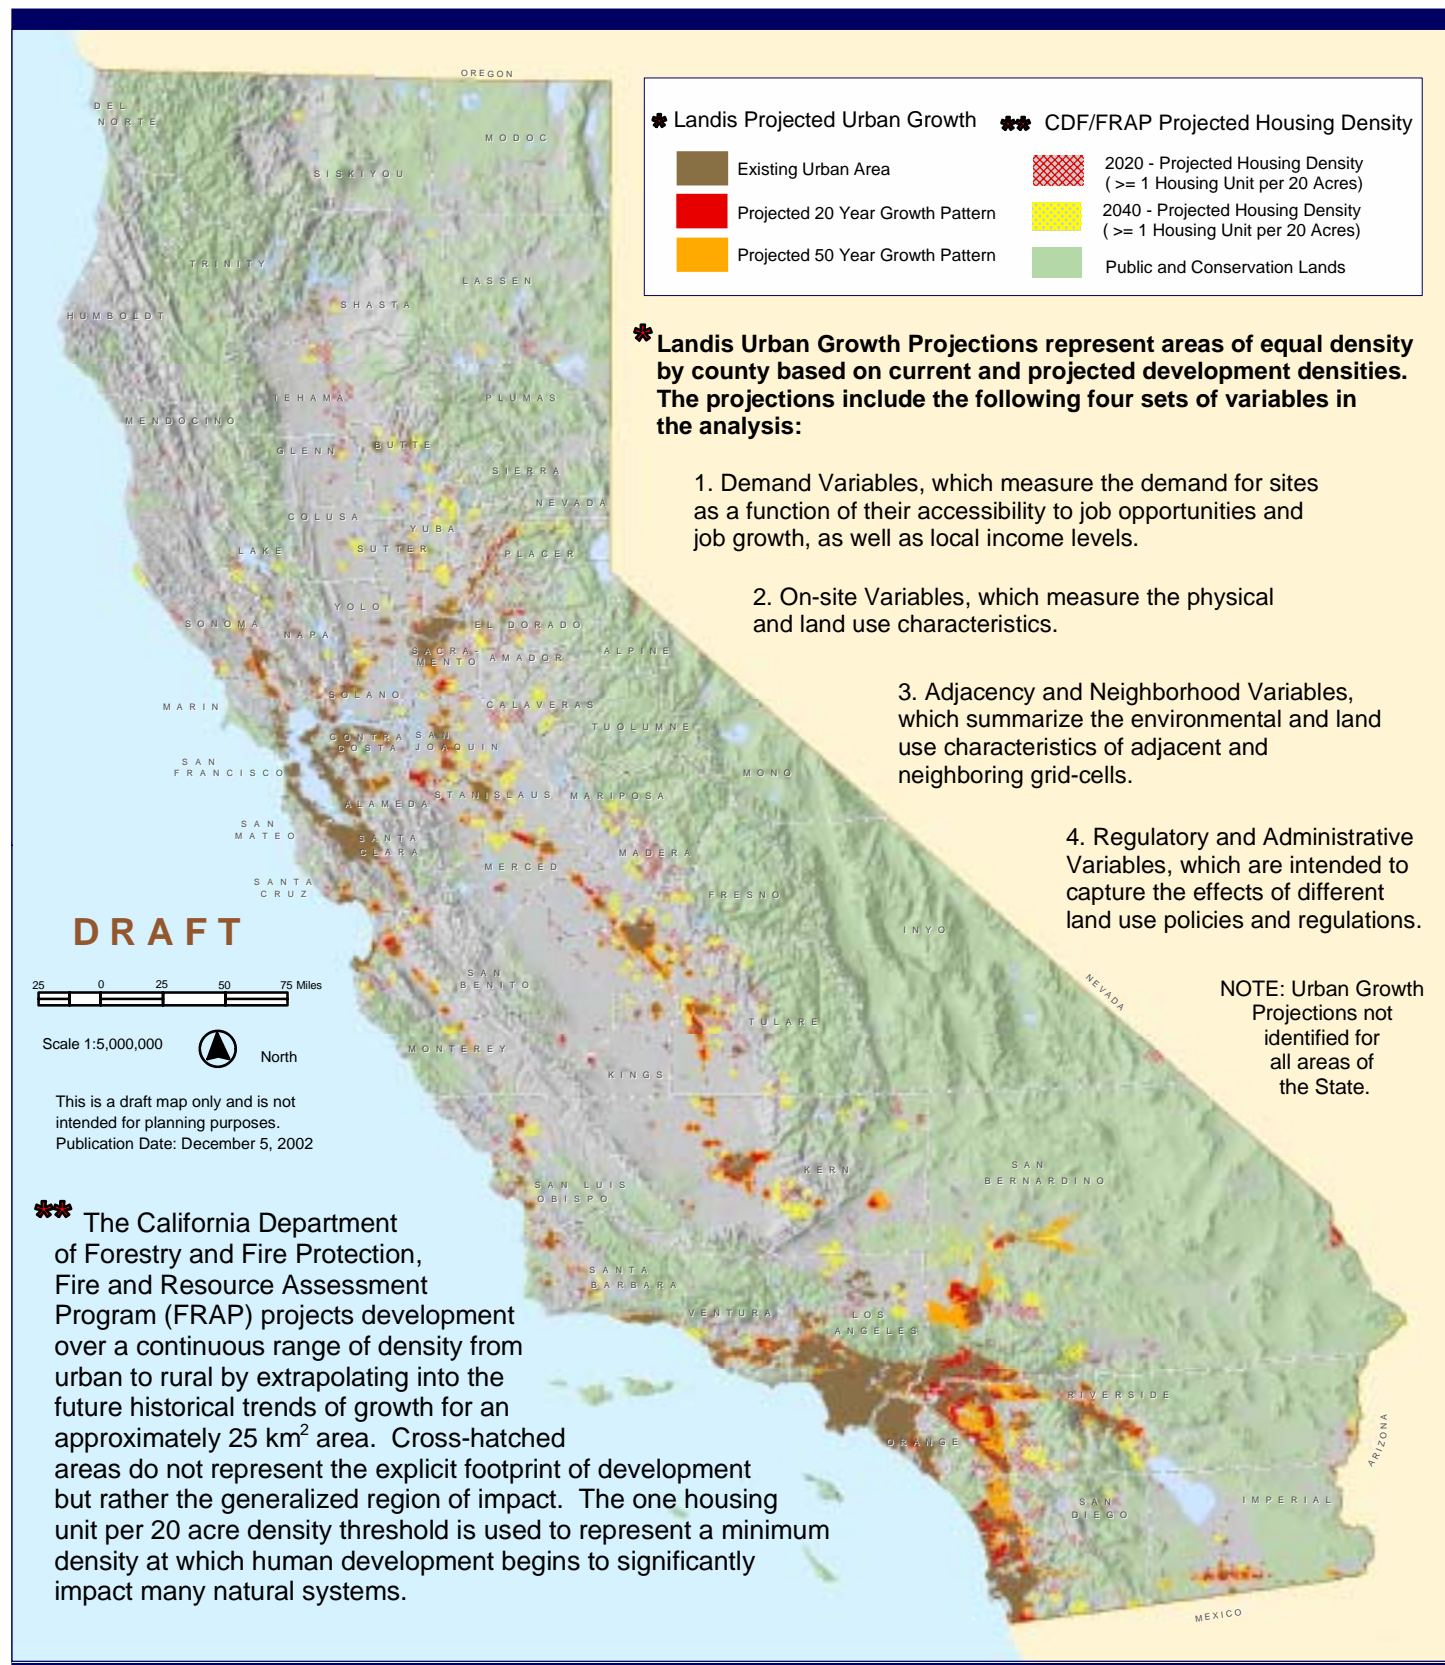 * Landis Projected Urban Growth
Existing Urban Area
Projected 20 Year Growth Pattern
Projected 50 Year Growth Pattern
** CDF/FRAP Projected Housing Density
2020 - Projected Housing Density
( >= 1 Housing Unit per 20 Acres)
2040 - Projected Housing Density
( >= 1 Housing Unit per 20 Acres)
Public and Conservation Lands
* Landis Urban Growth Projections represent areas of equal density
by county based on current and projected development densities.
The projections include the following four sets of variables in
the analysis:
1. Demand Variables, which measure the demand for sites
as a function of their accessibility to job opportunities and
job growth, as well as local income levels.
2. On-site Variables, which measure the physical
and land use characteristics.
3. Adjacency and Neighborhood Variables,
which summarize the environmental and land
use characteristics of adjacent and
neighboring grid-cells.
4. Regulatory and Administrative
Variables, which are intended to
capture the effects of different
land use policies and regulations.
NOTE: Urban Growth
Projections not
identified for
all areas of
the State.
OREGON
DEL
NORTE
MODOC
SISKIYOU
TRINITY
LASSEN
SHASTA
HUMBOLDT
TEHAMA
PLUMAS
MENDOCINO
BUTTE
GLENN
SIERRA
NEVADA
COLUSA
YUBA
LAKE
SUTTER
PLACER
YOLO
SONOMA
NAPA
EL DORADO
SACRA-
MENTO
AMADOR
ALPINE
SOLANO
MARIN
CALAVERAS
TUOLUMNE
CONTRA
COSTA
SAN
JOAQUIN
SAN
FRANCISCO
MONO
ALAMEDA
STANISLAUS
MARIPOSA
SAN
MATEO
SANTA
CLARA
MADERA
MERCED
SANTA
CRUZ
FRESNO
INYO
SAN
BENITO
NEVADA
TULARE
MONTEREY
KINGS
KERN
SAN
BERNARDINO
SAN LUIS
OBISPO
SANTA
BARBARA
VENTURA
LOS
ANGELES
RIVERSIDE
ORANGE
ARIZONA
SAN
DIEGO
IMPERIAL
MEXICO
DRAFT
25 0 25 50 75 Miles
Scale 1:5,000,000
North
This is a draft map only and is not
intended for planning purposes.
Publication Date: December 5, 2002
** The California Department
of Forestry and Fire Protection,
Fire and Resource Assessment
Program (FRAP) projects development
over a continuous range of density from
urban to rural by extrapolating into the
future historical trends of growth for an
approximately 25 km² area.  Cross-hatched
areas do not represent the explicit footprint of development
but rather the generalized region of impact.  The one housing
unit per 20 acre density threshold is used to represent a minimum
density at which human development begins to significantly
impact many natural systems.